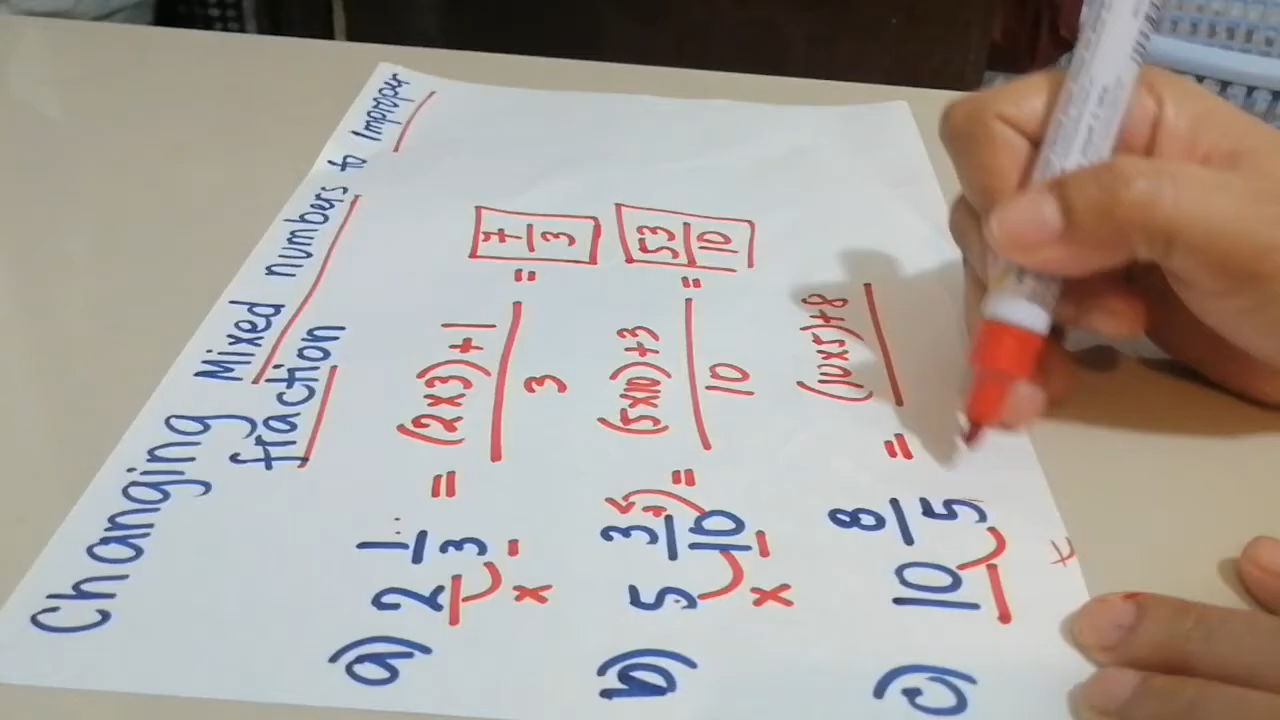 Changing Mixed numbers to Improper
fraction
a) 2 1/3 = (2x3)+1 / 3 = 7/3
x
b) 5 3/10 = (5x10)+3 / 10 = 53/10
x
c) 10 8/5 = (10x5)+8